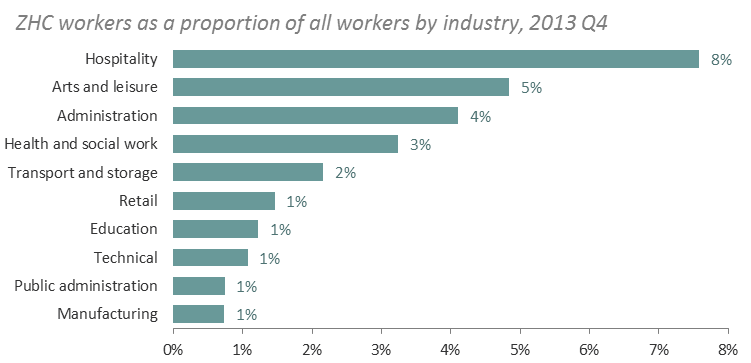 ZHC workers as a proportion of all workers by industry, 2013 Q4
Hospitality 8%
Arts and leisure 5%
Administration 4%
Health and social work 3%
Transport and storage 2%
Retail 1%
Education 1%
Technical 1%
Public administration 1%
Manufacturing 1%
0% 1% 2% 3% 4% 5% 6% 7% 8%